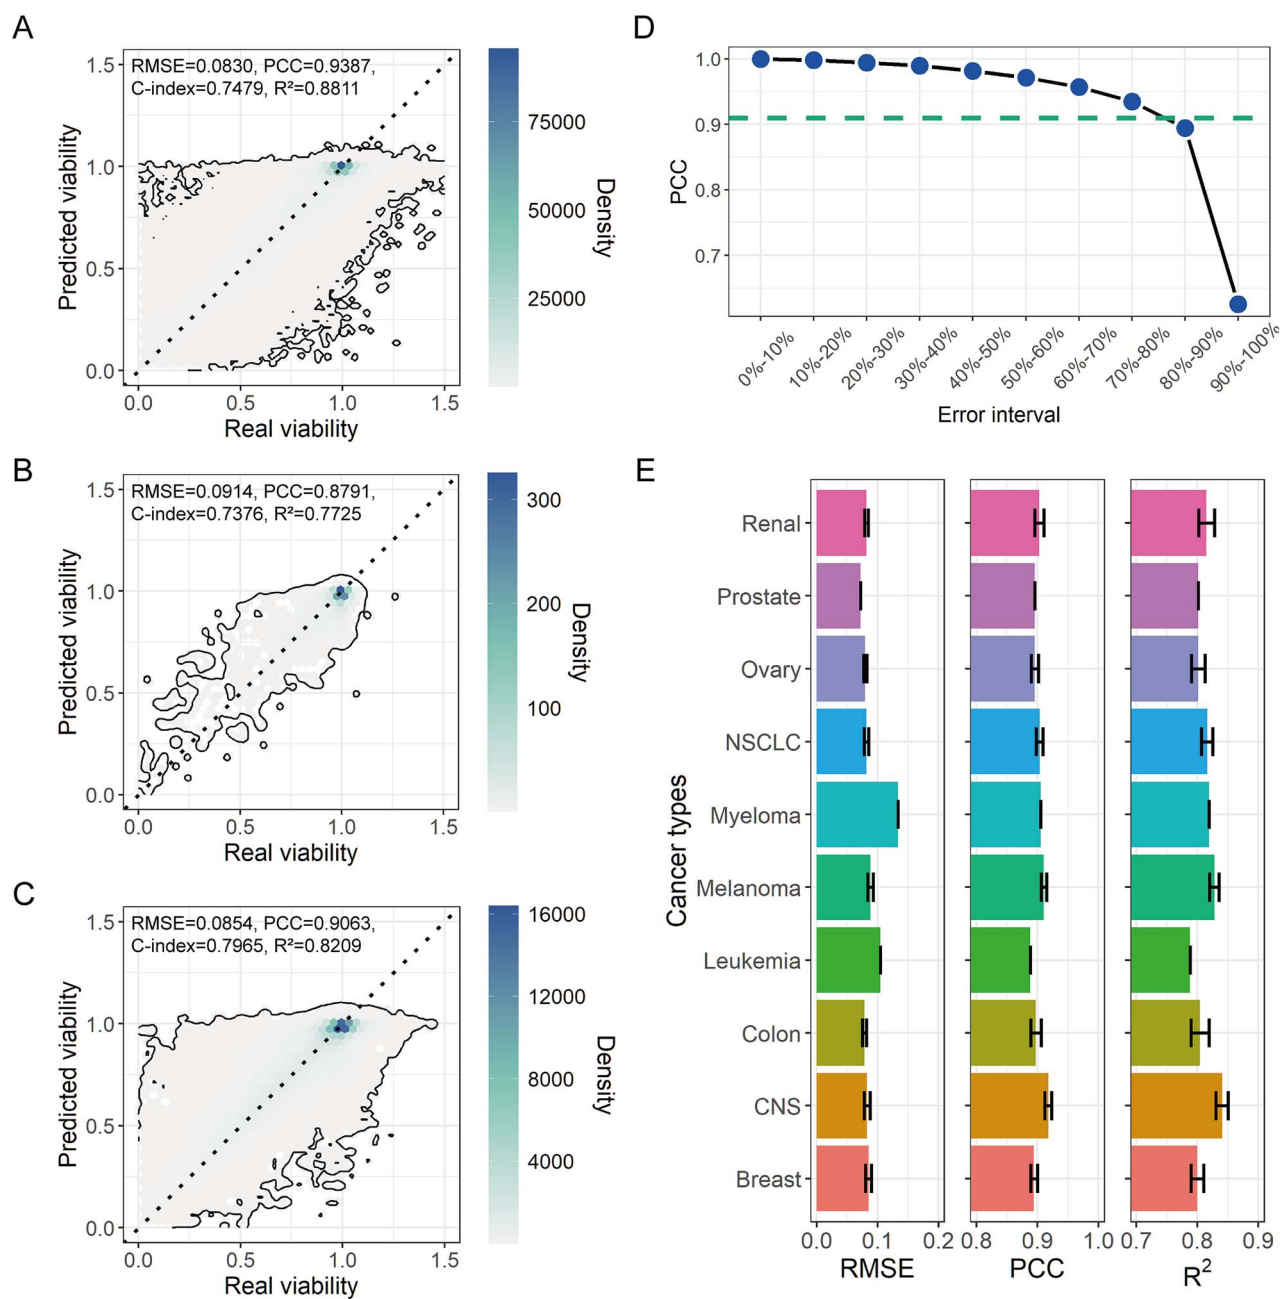 A
RMSE=0.0830, PCC=0.9387,
C-index=0.7479, R²=0.8811
1.5
1.0
0.5
0.0
Predicted viability
0.0 0.5 1.0 1.5
Real viability
75000
50000
25000
Density
B
RMSE=0.0914, PCC=0.8791,
C-index=0.7376, R²=0.7725
1.5
1.0
0.5
0.0
Predicted viability
0.0 0.5 1.0 1.5
Real viability
300
200
100
Density
C
RMSE=0.0854, PCC=0.9063,
C-index=0.7965, R²=0.8209
1.5
1.0
0.5
0.0
Predicted viability
0.0 0.5 1.0 1.5
Real viability
16000
12000
8000
4000
Density
D
1.0
0.9
0.8
0.7
PCC
0%-10% 10%-20% 20%-30% 30%-40% 40%-50% 50%-60% 60%-70% 70%-80% 80%-90% 90%-100%
Error interval
E
Cancer types
Renal
Prostate
Ovary
NSCLC
Myeloma
Melanoma
Leukemia
Colon
CNS
Breast
0.0 0.1 0.2 0.8 0.9 1.0 0.7 0.8 0.9
RMSE PCC R²